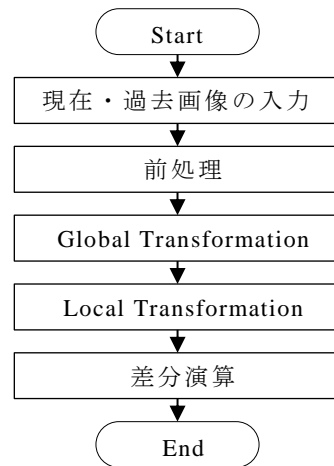 Start
現在・過去画像の入力
前処理
Global Transformation
Local Transformation
差分演算
End